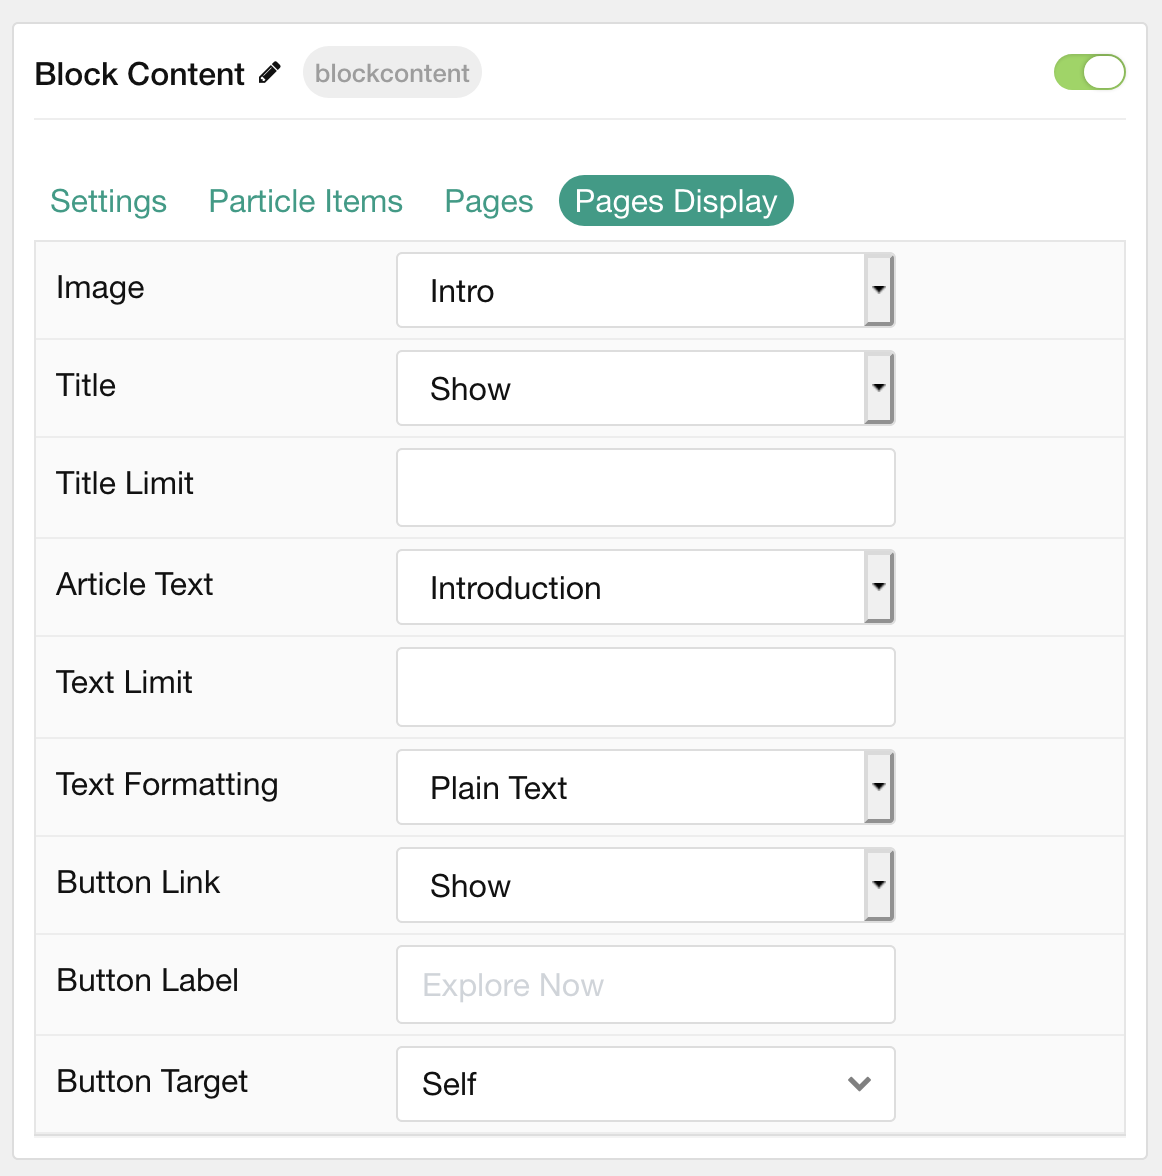 Block Content blockcontent
Settings Particle Items Pages Pages Display
Image Intro
Title Show
Title Limit
Article Text Introduction
Text Limit
Text Formatting Plain Text
Button Link Show
Button Label Explore Now
Button Target Self